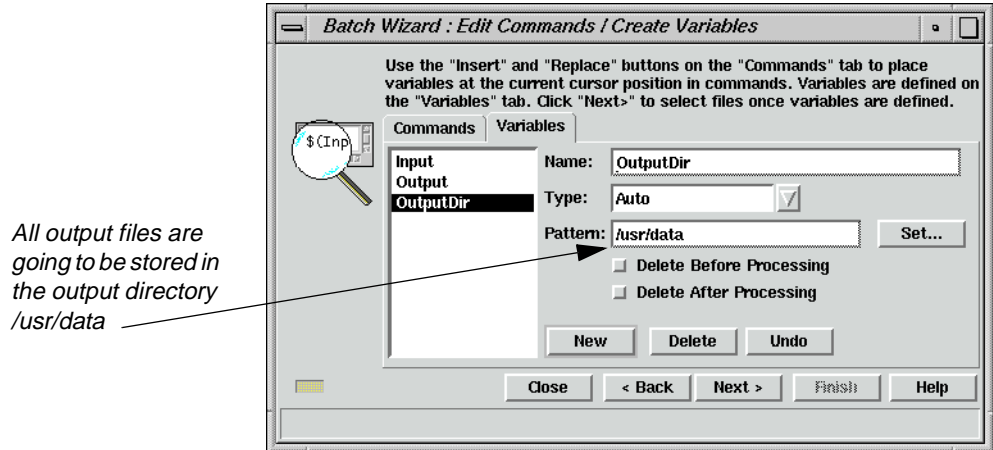 Batch Wizard : Edit Commands / Create Variables
Use the "Insert" and "Replace" buttons on the "Commands" tab to place
variables at the current cursor position in commands. Variables are defined on
the "Variables" tab. Click "Next>" to select files once variables are defined.
$(Inp
Commands Variables
Input
Output
OutputDir
Name: OutputDir
Type: Auto
Pattern: /usr/data Set...
Delete Before Processing
Delete After Processing
New Delete Undo
Close < Back Next > Finish Help
All output files are
going to be stored in
the output directory
/usr/data